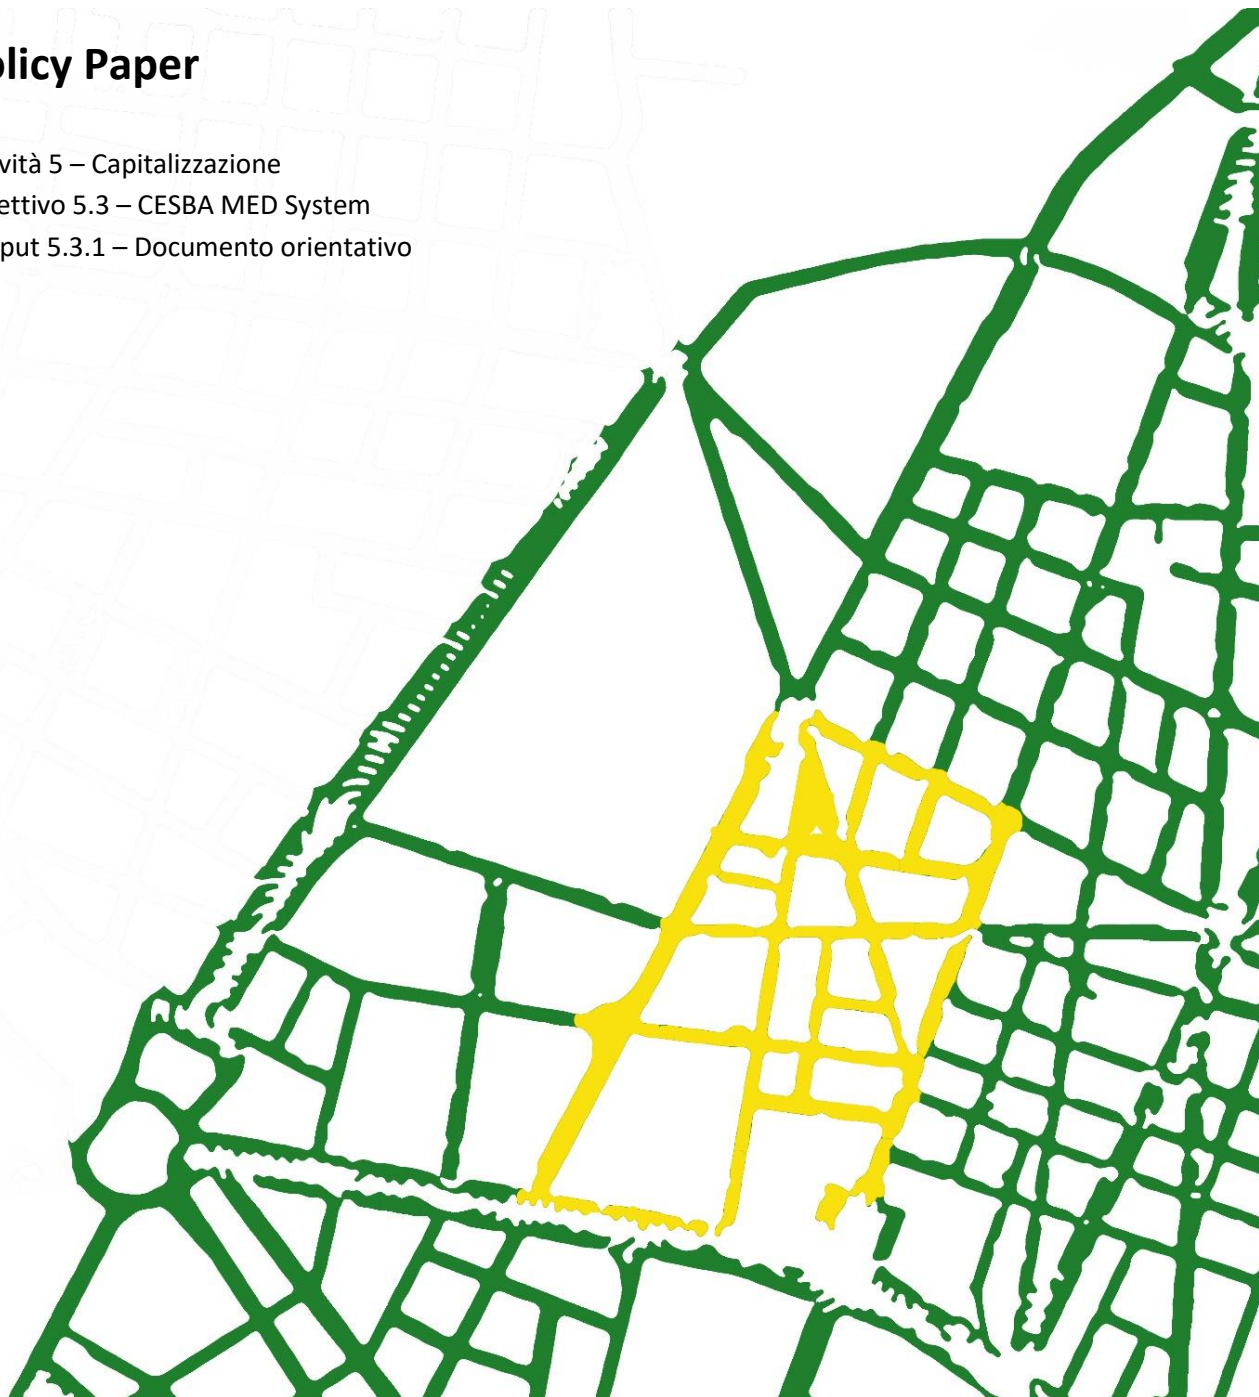 olicy Paper
vità 5 – Capitalizzazione
ettivo 5.3 – CESBA MED System
put 5.3.1 – Documento orientativo